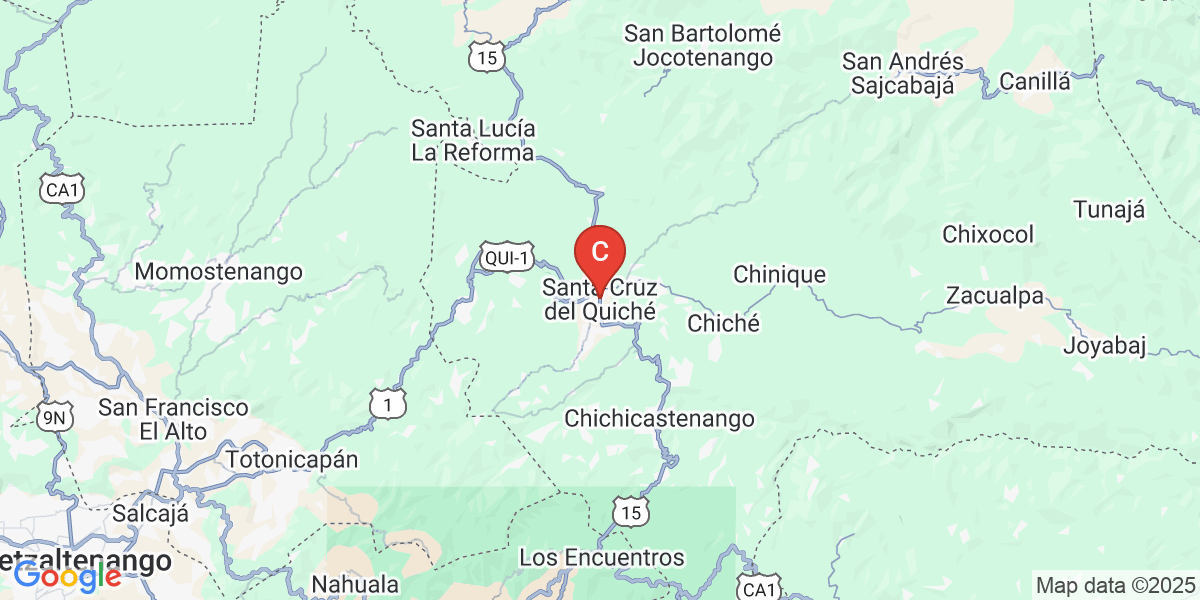 San Bartolomé
Jocotenango
15
San Andrés
Sajcabajá
Canillá
Santa Lucía
La Reforma
CA1
Tunajá
Chixocol
C
QUI-1
Momostenango
Chinique
Santa Cruz
del Quiché
Zacualpa
Chiché
Joyabaj
1
9N
San Francisco
El Alto
Chichicastenango
Totonicapán
Salcajá
15
Los Encuentros
etzaltenango
Google
Nahuala
CA1
Map data ©2025